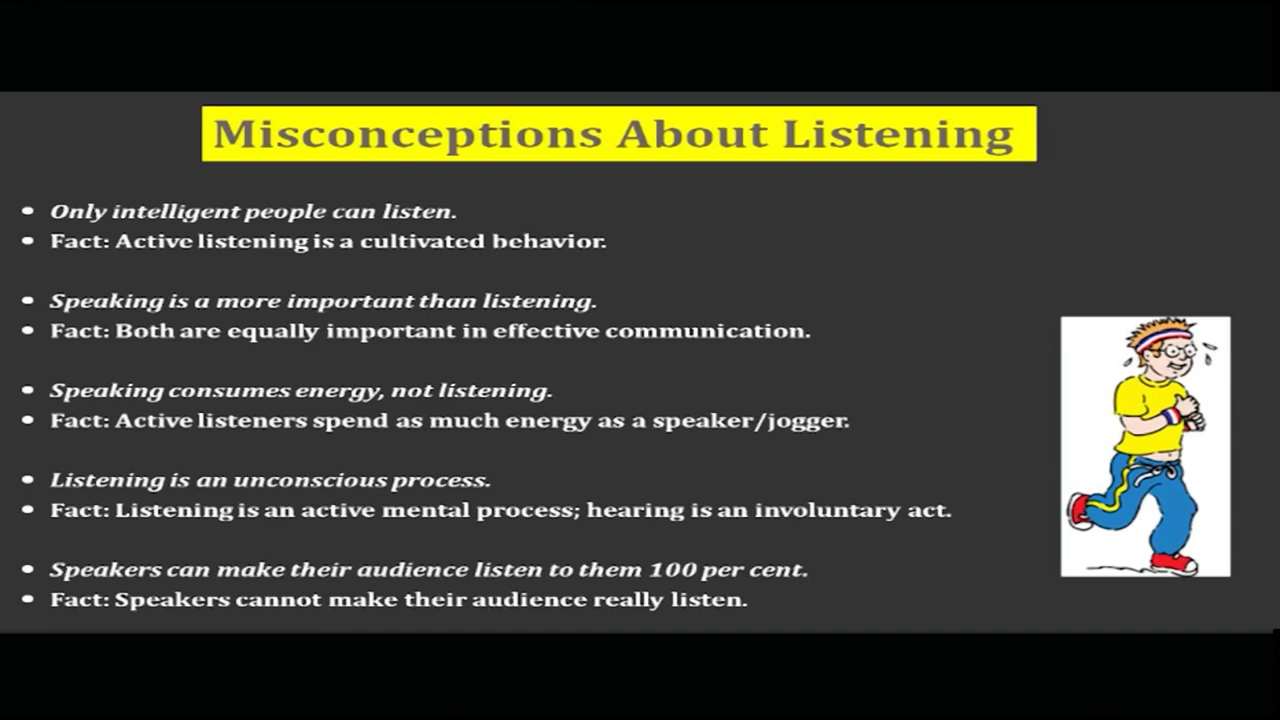 Misconceptions About Listening
• Only intelligent people can listen.
• Fact: Active listening is a cultivated behavior.
• Speaking is a more important than listening.
• Fact: Both are equally important in effective communication.
• Speaking consumes energy, not listening.
• Fact: Active listeners spend as much energy as a speaker/jogger.
• Listening is an unconscious process.
• Fact: Listening is an active mental process; hearing is an involuntary act.
• Speakers can make their audience listen to them 100 per cent.
• Fact: Speakers cannot make their audience really listen.